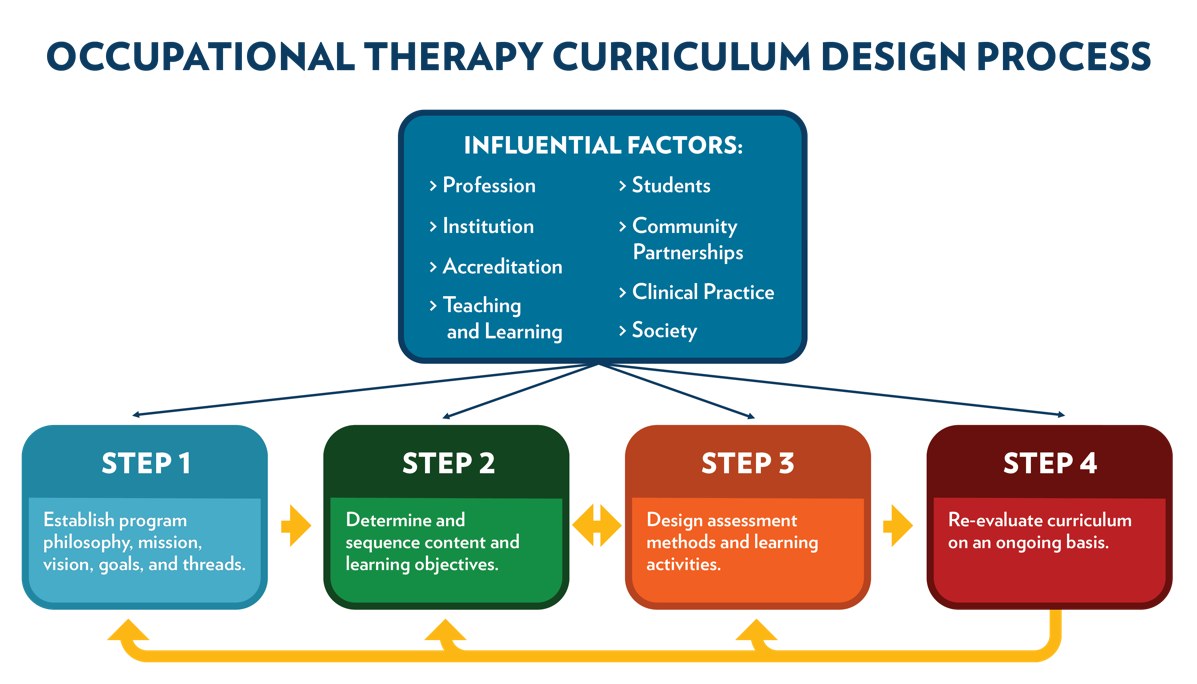 OCCUPATIONAL THERAPY CURRICULUM DESIGN PROCESS
INFLUENTIAL FACTORS:
> Profession
> Institution
> Accreditation
> Teaching
and Learning
> Students
> Community
Partnerships
> Clinical Practice
> Society
STEP 1
Establish program
philosophy, mission,
vision, goals, and threads.
STEP 2
Determine and
sequence content and
learning objectives.
STEP 3
Design assessment
methods and learning
activities.
STEP 4
Re-evaluate curriculum
on an ongoing basis.